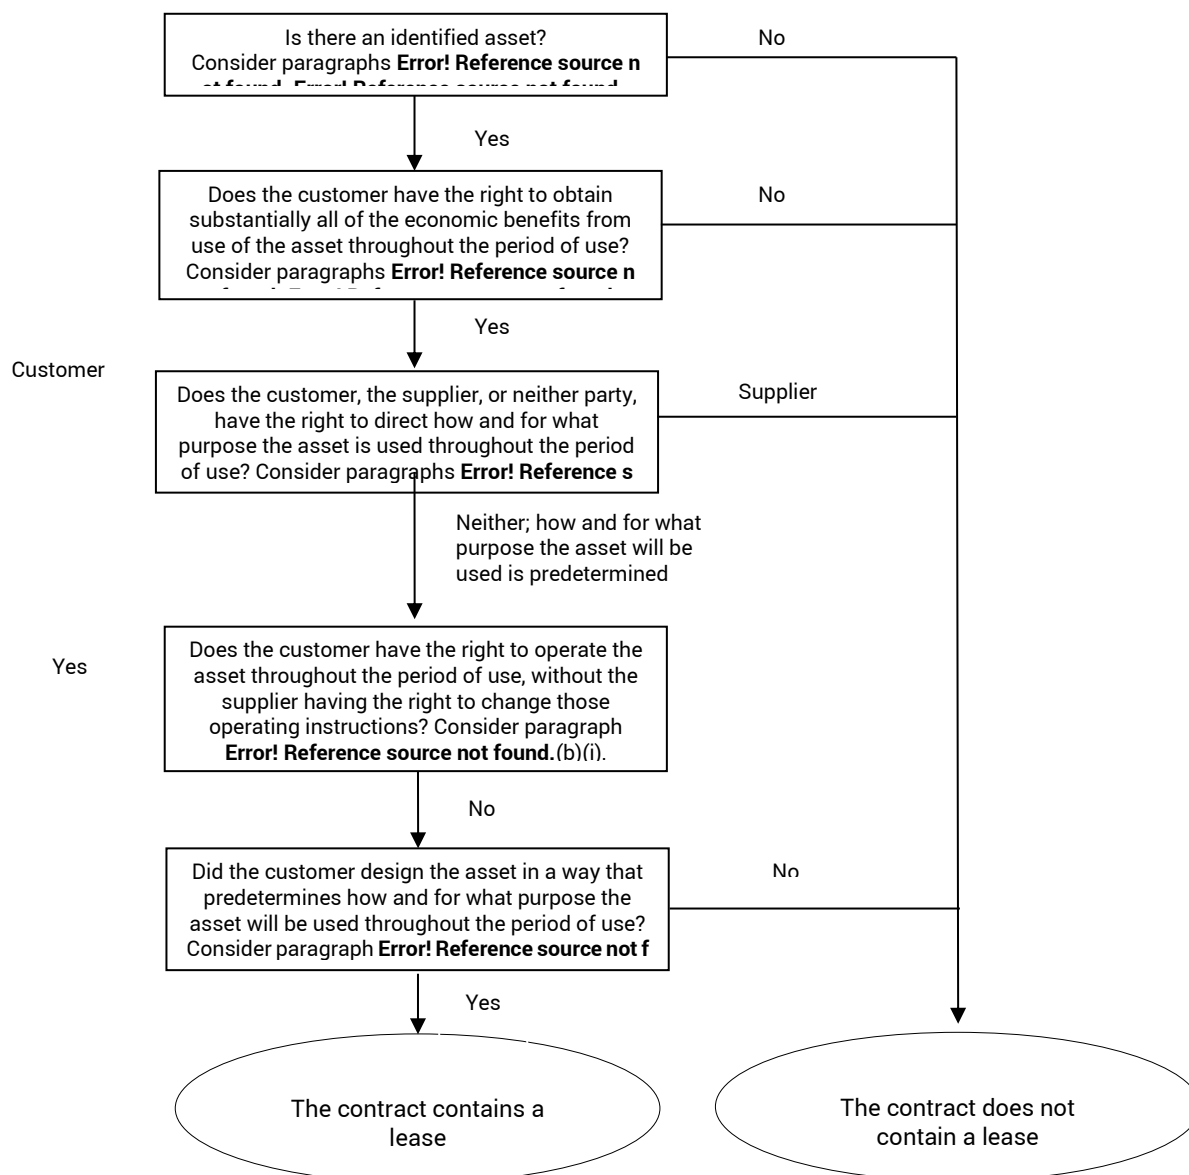 Is there an identified asset?
No
Consider paragraphs Error! Reference source n
ot found. Error! Reference source not found.
Yes
Does the customer have the right to obtain
No
substantially all of the economic benefits from
use of the asset throughout the period of use?
Consider paragraphs Error! Reference source n
Yes
Customer
Does the customer, the supplier, or neither party,
Supplier
have the right to direct how and for what
purpose the asset is used throughout the period
of use? Consider paragraphs Error! Reference s
Neither; how and for what
purpose the asset will be
used is predetermined
Does the customer have the right to operate the
Yes
asset throughout the period of use, without the
supplier having the right to change those
operating instructions? Consider paragraph
Error! Reference source not found.(b)(i).
No
Did the customer design the asset in a way that
No
predetermines how and for what purpose the
asset will be used throughout the period of use?
Consider paragraph Error! Reference source not f
Yes
The contract contains a
lease
The contract does not
contain a lease